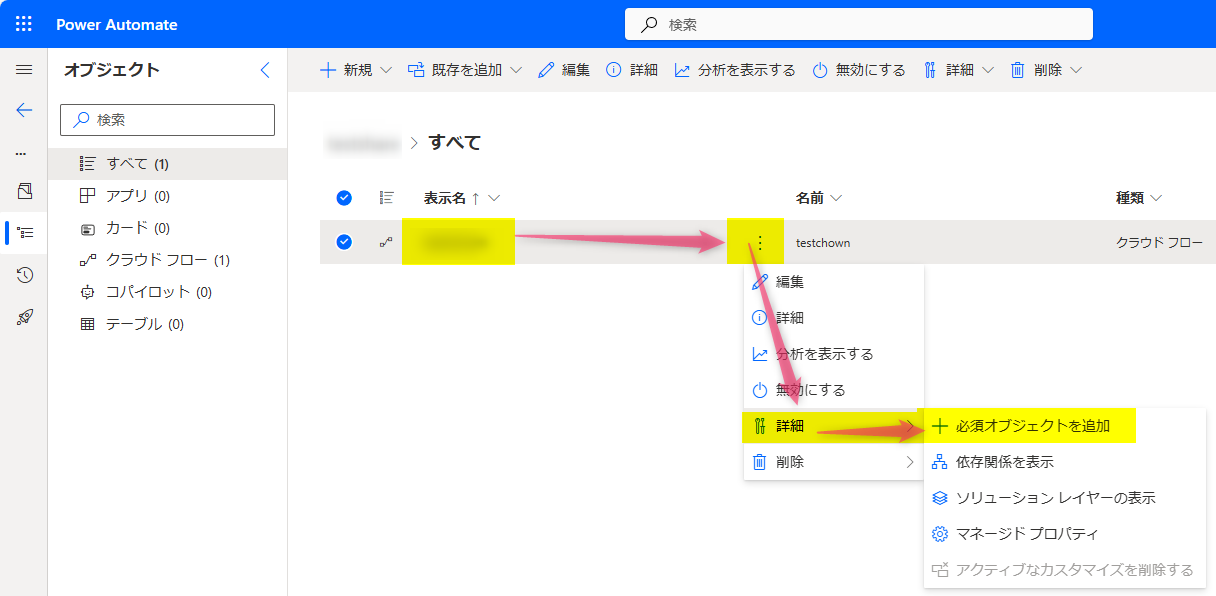 Power Automate
検索
オブジェクト
検索
すべて (1)
アプリ (0)
カード (0)
クラウド フロー (1)
コパイロット (0)
テーブル (0)
新規 既存を追加 編集 詳細 分析を表示する 無効にする 詳細 削除
すべて
表示名 ↑ 名前 種類
testchown クラウド フロー
編集
詳細
分析を表示する
無効にする
詳細
削除
必須オブジェクトを追加
依存関係を表示
ソリューション レイヤーの表示
マネージド プロパティ
アクティブなカスタマイズを削除する